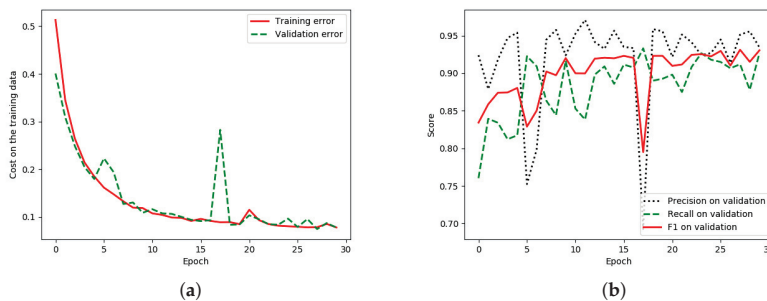 Training error
Validation error
0.5
0.4
0.3
0.2
0.1
Cost on the training data
0 5 10 15 20 25 30
Epoch
(a)
0.95
0.90
0.85
0.80
0.75
0.70
Score
Precision on validation
Recall on validation
F1 on validation
0 5 10 15 20 25 30
Epoch
(b)